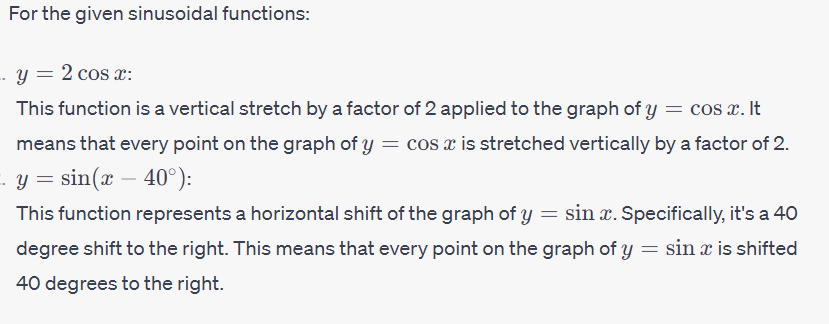 For the given sinusoidal functions:
. y = 2 cos x:
This function is a vertical stretch by a factor of 2 applied to the graph of y = cos x. It
means that every point on the graph of y = cos x is stretched vertically by a factor of 2.
. y = sin(x – 40°):
This function represents a horizontal shift of the graph of y = sin x. Specifically, it's a 40
degree shift to the right. This means that every point on the graph of y = sin x is shifted
40 degrees to the right.